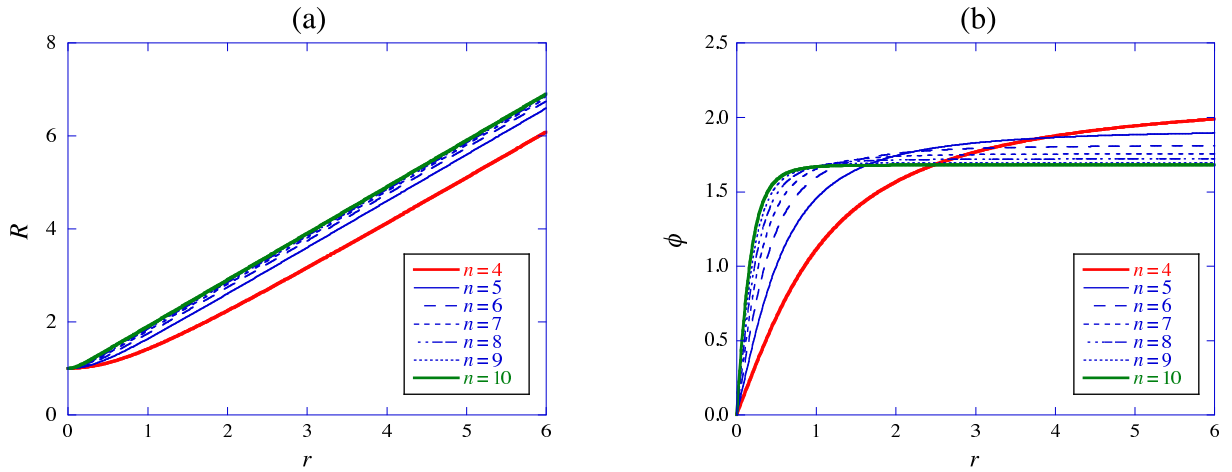 (a)
8
6
4
2
0
R
0 1 2 3 4 5 6
r
n = 4
n = 5
n = 6
n = 7
n = 8
n = 9
n = 10
(b)
2.5
2.0
1.5
1.0
0.5
0.0
ϕ
0 1 2 3 4 5 6
r
n = 4
n = 5
n = 6
n = 7
n = 8
n = 9
n = 10